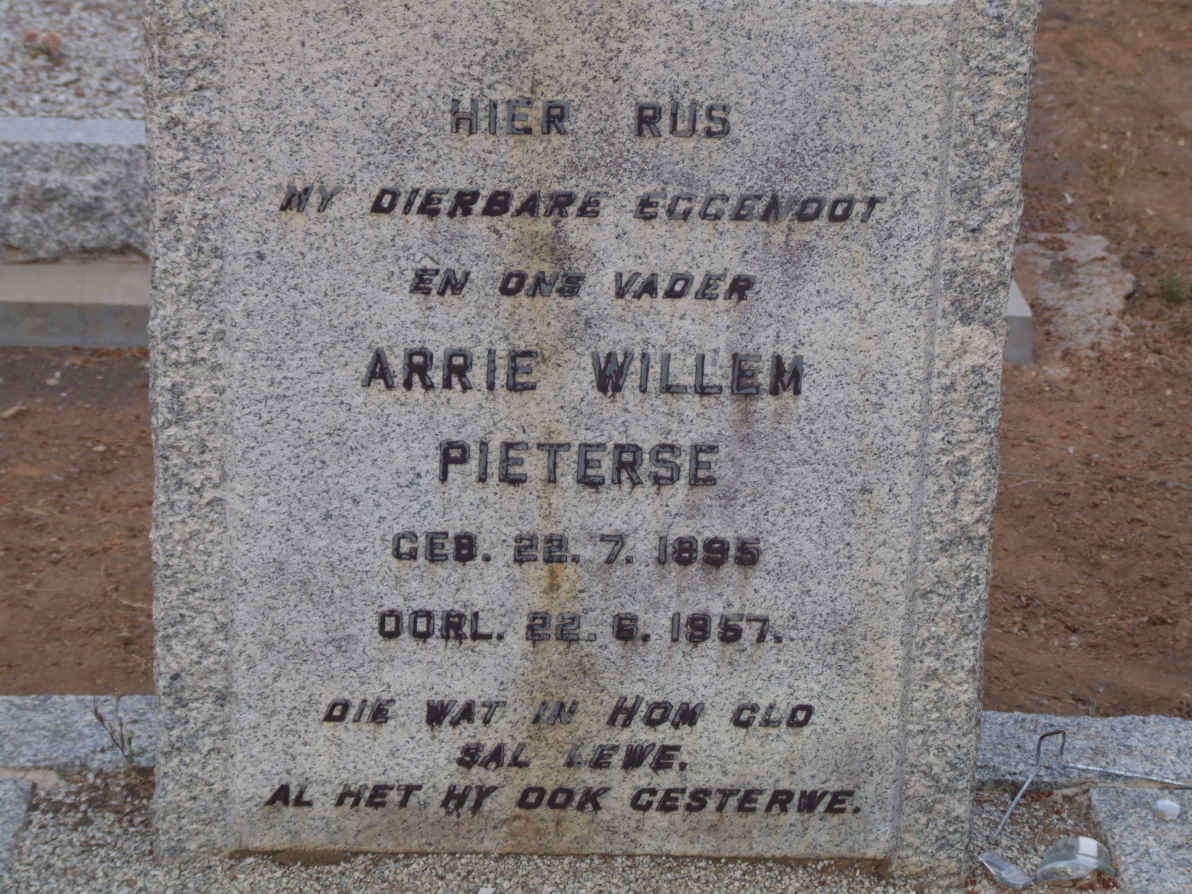 HIER RUS
MY DIERBARE EGGENOOT
EN ONS VADER
ARRIE WILLEM
PIETERSE
GEB. 22. 7. 1895
OORL. 22. 6. 1957.
DIE WAT IN HOM GLO
SAL LEWE.
AL HET HY OOK GESTERWE.